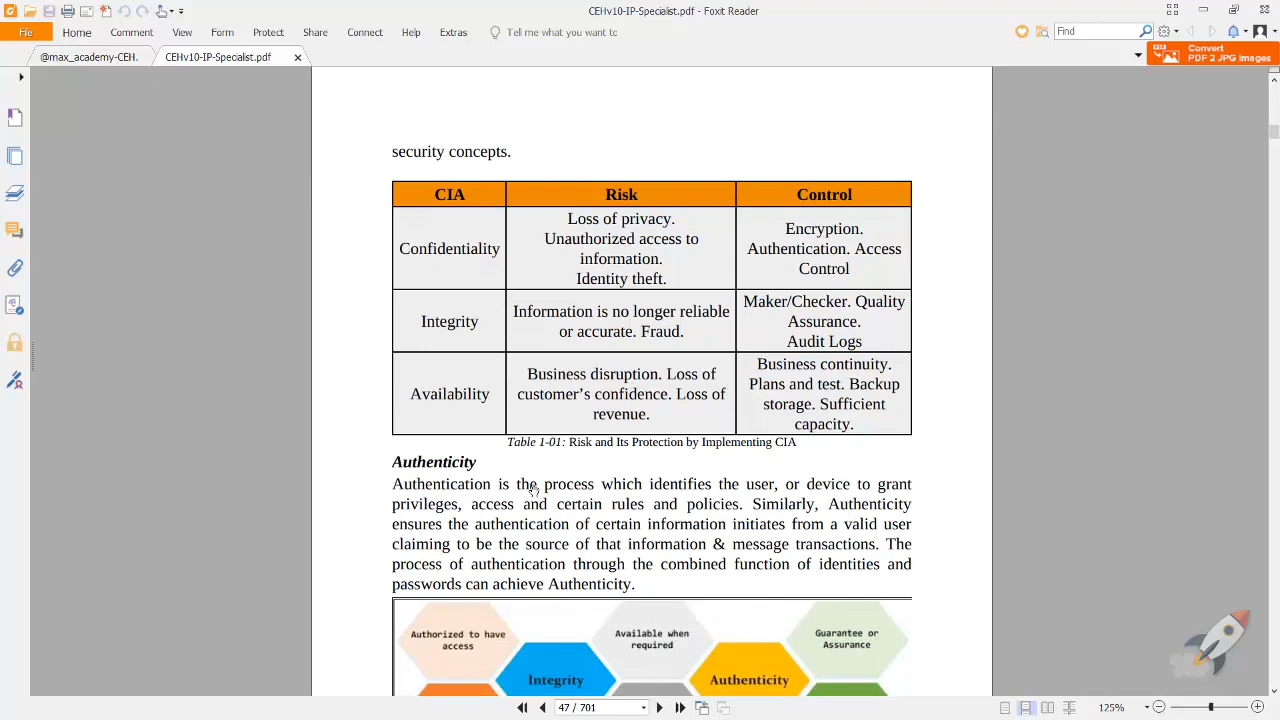 CEHv10-IP-Specialist.pdf - Foxit Reader
File Home Comment View Form Protect Share Connect Help Extras Tell me what you want to Find
@max_academy-CEH. CEHv10-IP-Specialist.pdf
Convert
PDF 2 JPG Images
security concepts.
CIA Risk Control
Confidentiality
Loss of privacy.
Unauthorized access to
information.
Identity theft.
Encryption.
Authentication. Access
Control
Integrity
Information is no longer reliable
or accurate. Fraud.
Maker/Checker. Quality
Assurance.
Audit Logs
Availability
Business disruption. Loss of
customer’s confidence. Loss of
revenue.
Business continuity.
Plans and test. Backup
storage. Sufficient
capacity.
Table 1-01: Risk and Its Protection by Implementing CIA
Authenticity
Authentication is the process which identifies the user, or device to grant
privileges, access and certain rules and policies. Similarly, Authenticity
ensures the authentication of certain information initiates from a valid user
claiming to be the source of that information & message transactions. The
process of authentication through the combined function of identities and
passwords can achieve Authenticity.
Authorized to have
access
Available when
required
Guarantee or
Assurance
Integrity
Authenticity
47 / 701
125%